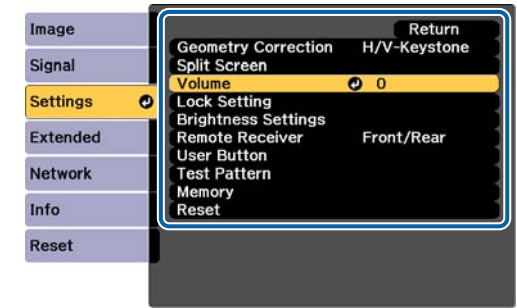 Image
Signal
Settings
Extended
Network
Info
Reset
Return
Geometry Correction H/V-Keystone
Split Screen
Volume 0
Lock Setting
Brightness Settings
Remote Receiver Front/Rear
User Button
Test Pattern
Memory
Reset